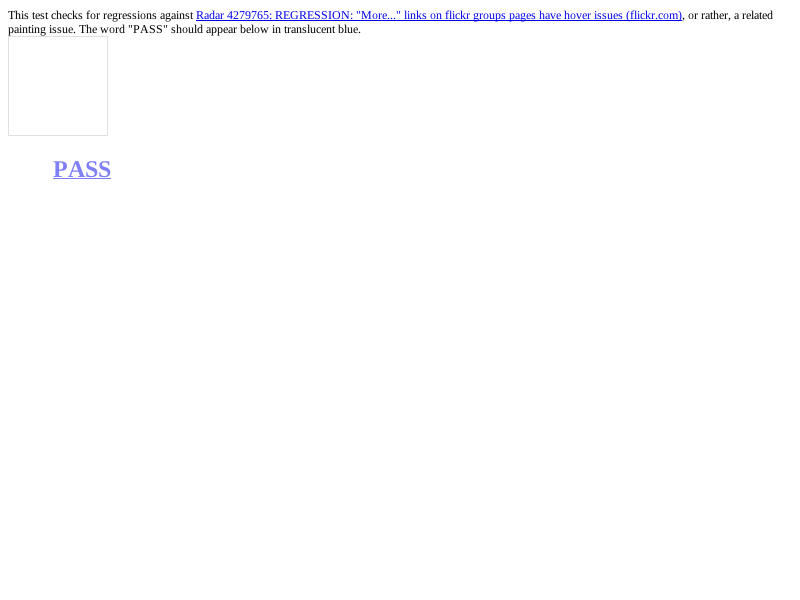 This test checks for regressions against Radar 4279765: REGRESSION: "More..." links on flickr groups pages have hover issues (flickr.com), or rather, a related
painting issue. The word "PASS" should appear below in translucent blue.
PASS